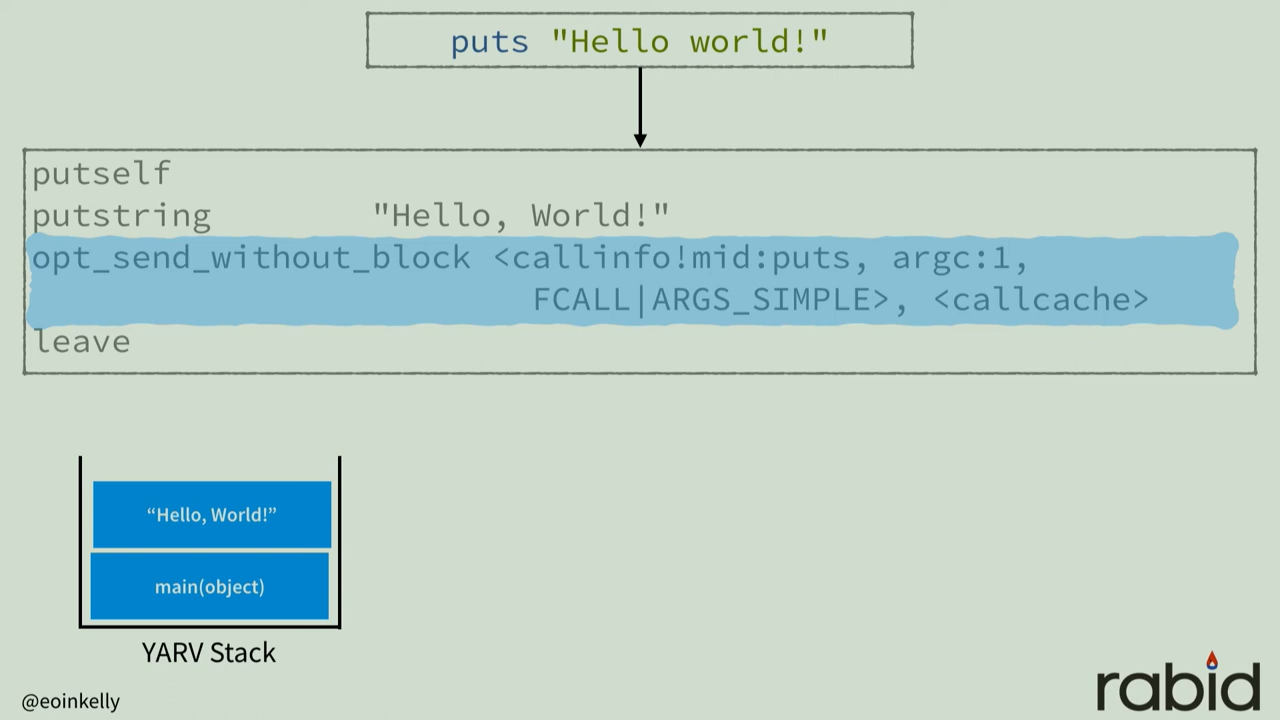 puts "Hello world!"
putself
putstring "Hello, World!"
opt_send_without_block <callinfo!mid:puts, argc:1,
FCALL|ARGS_SIMPLE>, <callcache>
leave
“Hello, World!”
main(object)
YARV Stack
@eoinkelly
rabid